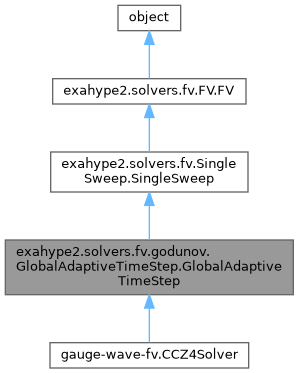 object
exahype2.solvers.fv.FV.FV
exahype2.solvers.fv.Single
Sweep.SingleSweep
exahype2.solvers.fv.godunov.
GlobalAdaptiveTimeStep.GlobalAdaptive
TimeStep
gauge-wave-fv.CCZ4Solver